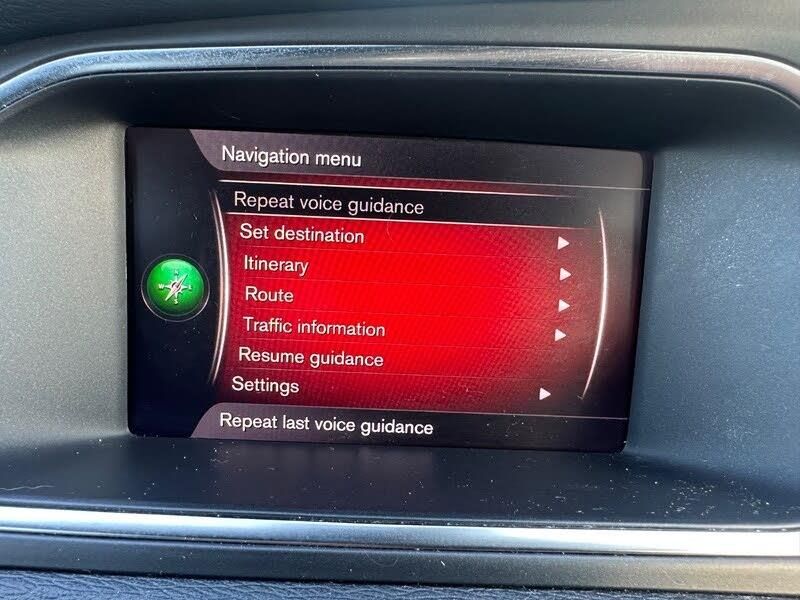 Navigation menu
Repeat voice guidance
Set destination
Itinerary
Route
Traffic information
Resume guidance
Settings
Repeat last voice guidance